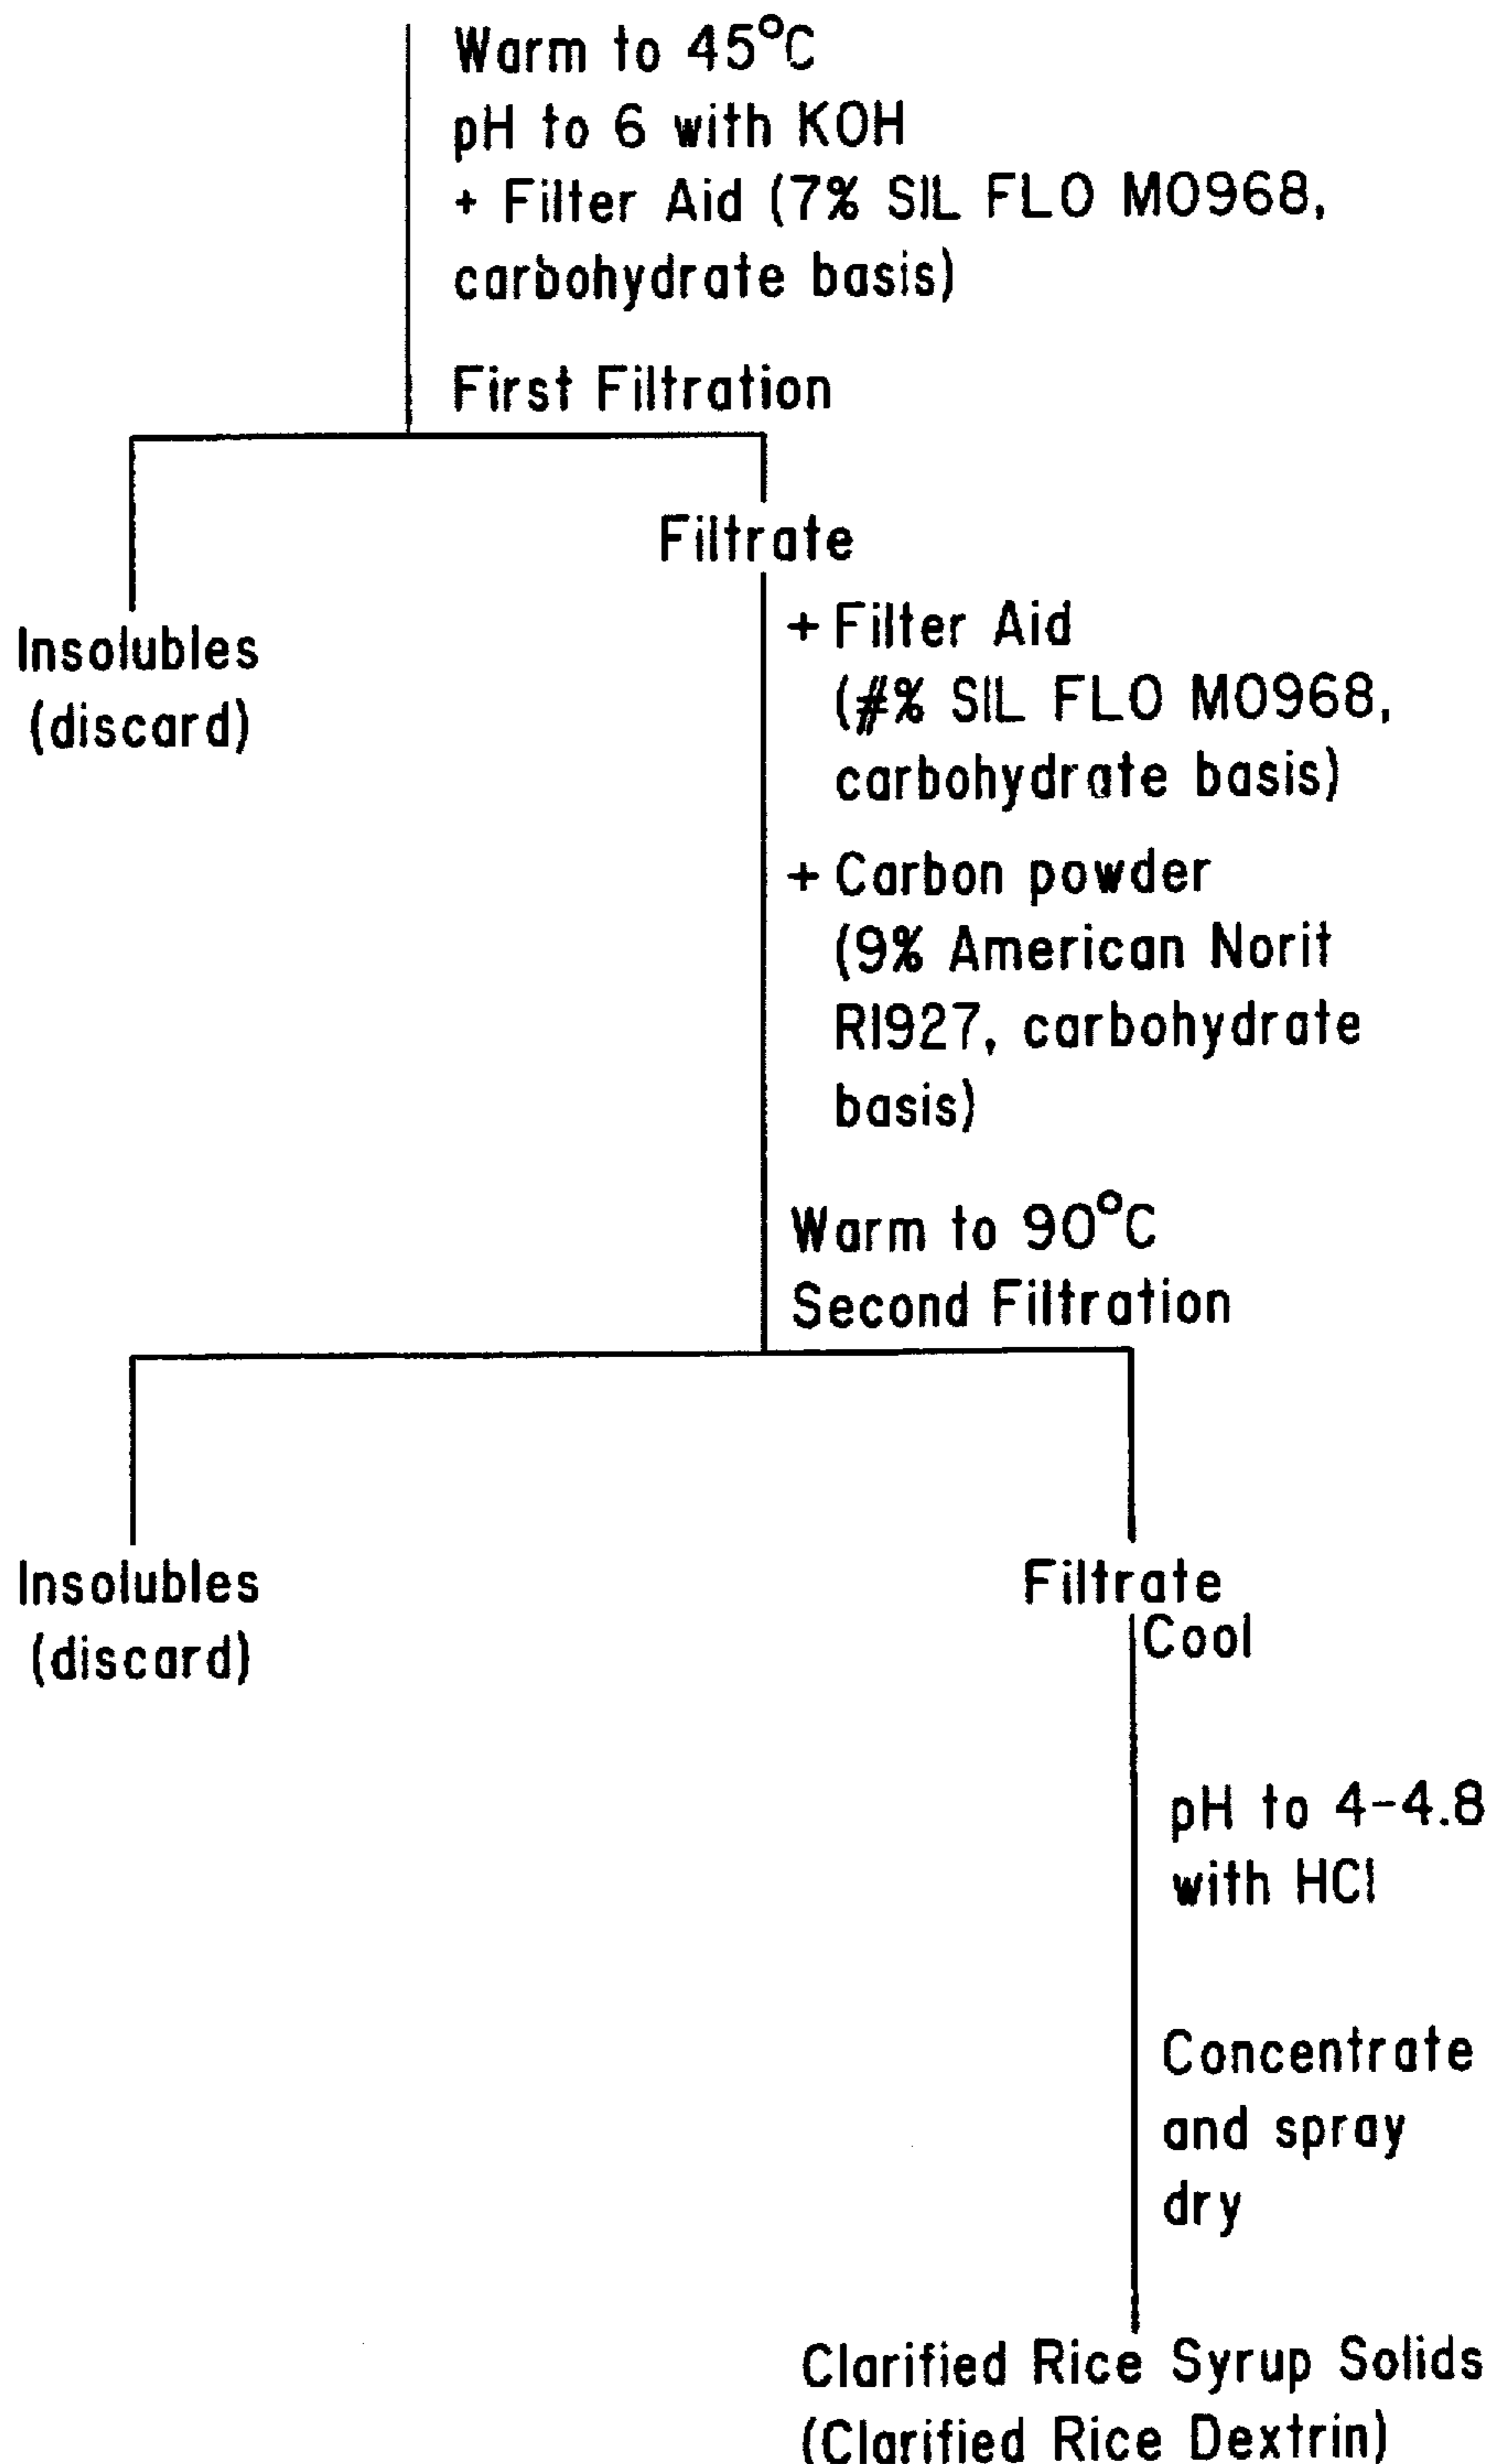 Warm to 45°C
pH to 6 with KOH
+ Filter Aid (7% SIL FLO MO968,
carbohydrate basis)
First Filtration
Filtrate
Insolubles
(discard)
+ Filter Aid
(#% SIL FLO MO968,
carbohydrate basis)
+ Carbon powder
(9% American Norit
R1927, carbohydrate
basis)
Warm to 90°C
Second Filtration
Insolubles
(discard)
Filtrate
Cool
pH to 4-4.8
with HCl
Concentrate
and spray
dry
Clarified Rice Syrup Solids
(Clarified Rice Dextrin)